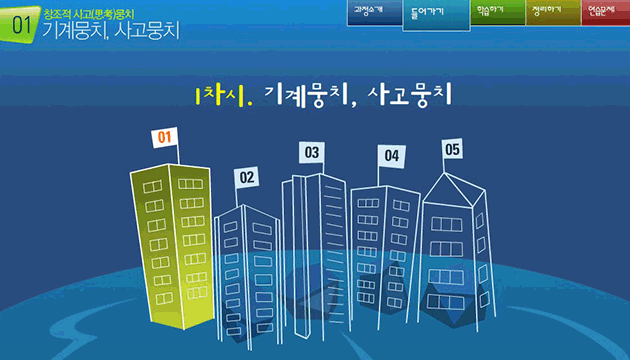 01
창조적 사고(思考)뭉치
기계뭉치, 사고뭉치
과정소개
들어가기
학습하기
정리하기
연습문제
1차시. 기계뭉치, 사고뭉치
01
02
03
04
05